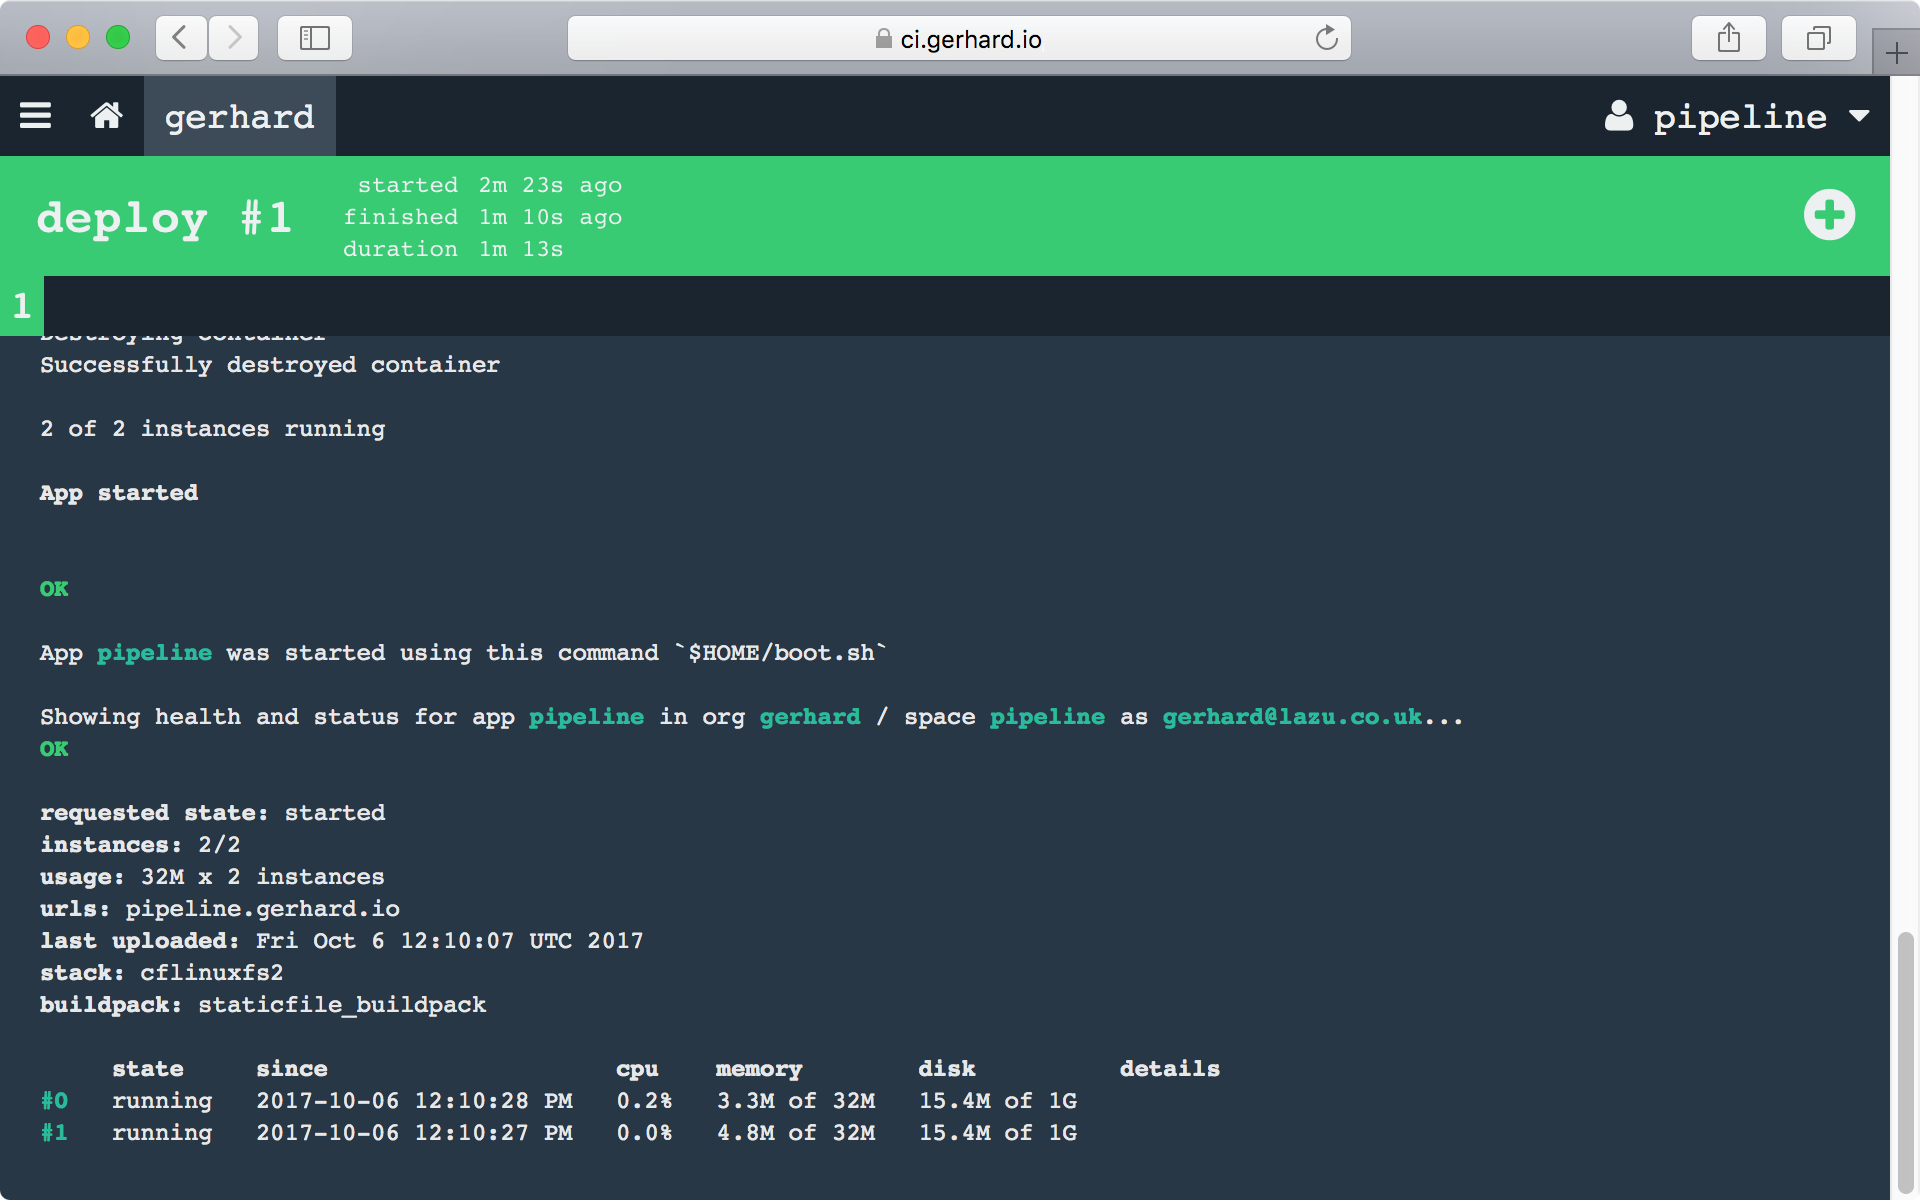 ci.gerhard.io
gerhard
pipeline
deploy #1
started 2m 23s ago
finished 1m 10s ago
duration 1m 13s
1
Destroying container
Successfully destroyed container
2 of 2 instances running
App started
OK
App pipeline was started using this command `$HOME/boot.sh`
Showing health and status for app pipeline in org gerhard / space pipeline as gerhard@lazu.co.uk...
OK
requested state: started
instances: 2/2
usage: 32M x 2 instances
urls: pipeline.gerhard.io
last uploaded: Fri Oct 6 12:10:07 UTC 2017
stack: cflinuxfs2
buildpack: staticfile_buildpack
state since cpu memory disk details
#0 running 2017-10-06 12:10:28 PM 0.2% 3.3M of 32M 15.4M of 1G
#1 running 2017-10-06 12:10:27 PM 0.0% 4.8M of 32M 15.4M of 1G